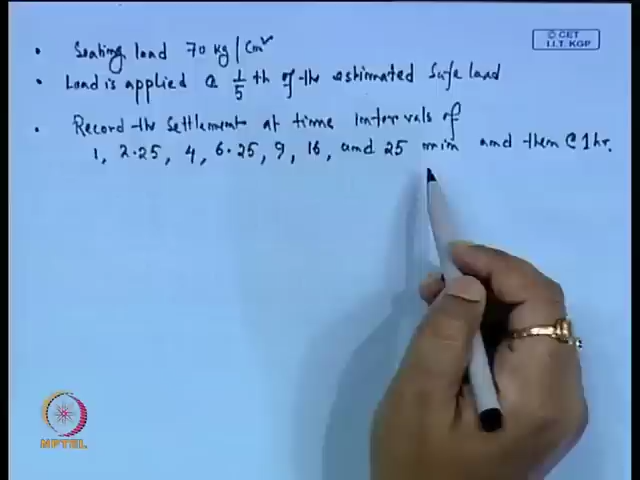 © CET
I.I.T. KGP
• Seating load 70 kg/cm²
• Load is applied @ 1/5 th of the estimated safe load
• Record the settlement at time intervals of
1, 2.25, 4, 6.25, 9, 16, and 25 min and then @ 1 hr.
NPTEL